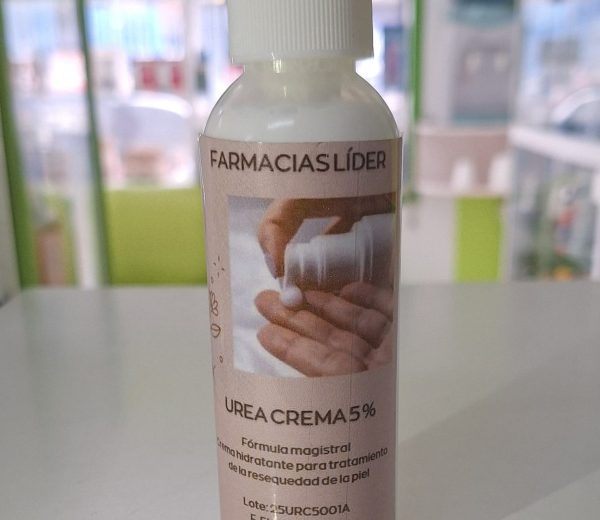 FARMACIAS LÍDER
UREA CREMA 5%
Fórmula magistral
Crema hidratante para tratamiento
de la resequedad de la piel
Lote: 25URC5001A